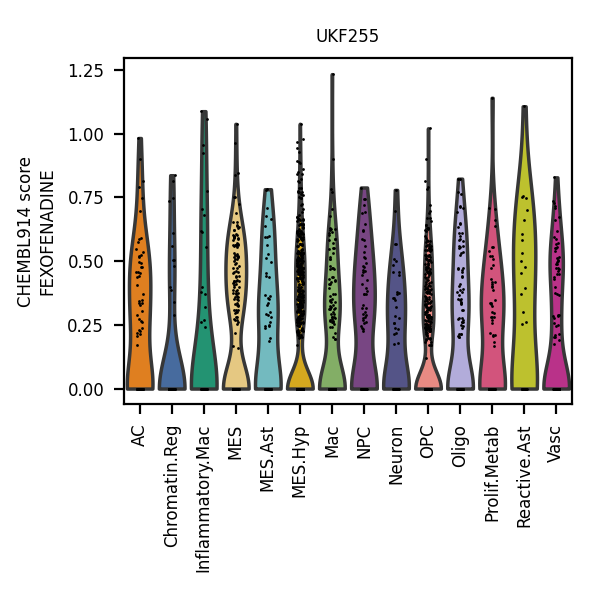 UKF255
CHEMBL914 score
FEXOFENADINE
1.25
1.00
0.75
0.50
0.25
0.00
AC
Chromatin.Reg
Inflammatory.Mac
MES
MES.Ast
MES.Hyp
Mac
NPC
Neuron
OPC
Oligo
Prolif.Metab
Reactive.Ast
Vasc